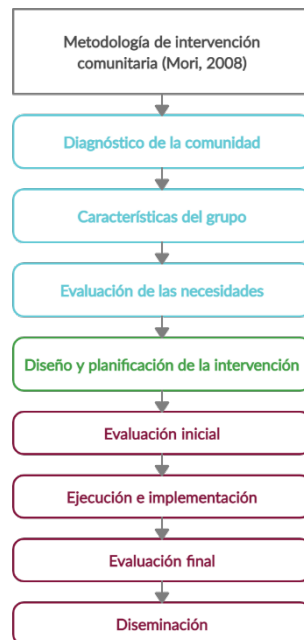 Metodología de intervención
comunitaria (Mori, 2008)
Diagnóstico de la comunidad
Características del grupo
Evaluación de las necesidades
Diseño y planificación de la intervención
Evaluación inicial
Ejecución e implementación
Evaluación final
Diseminación